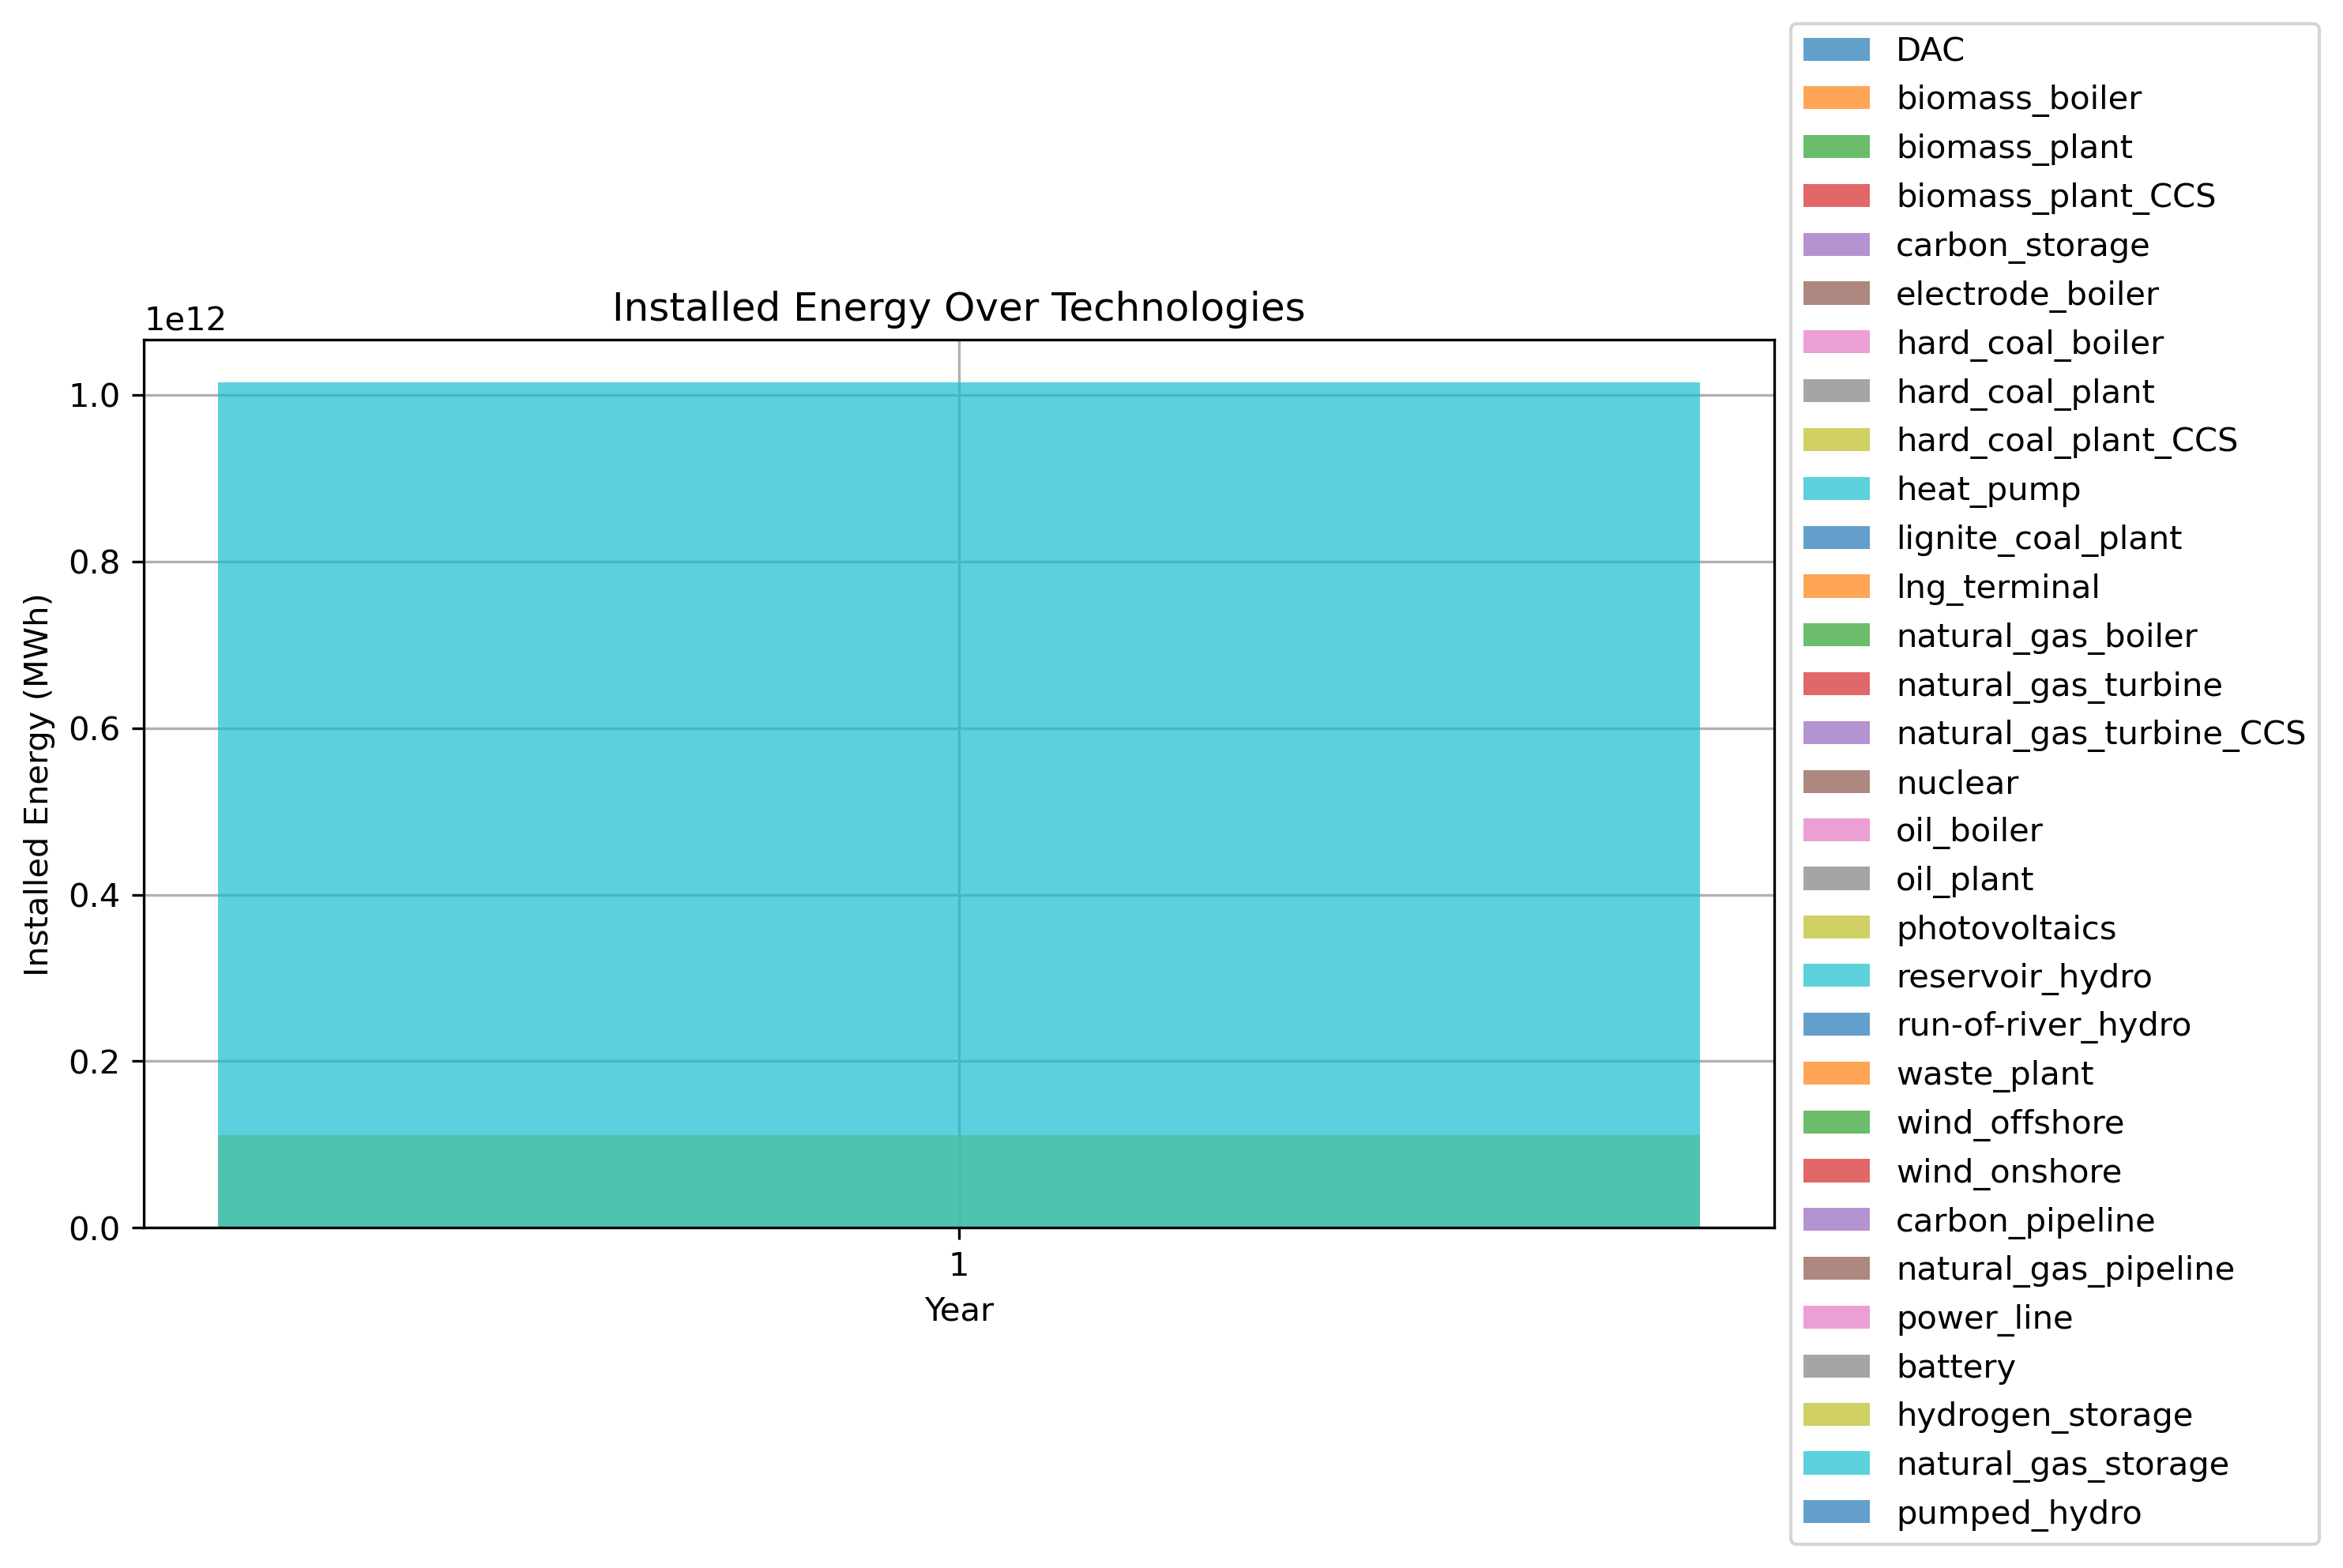 Installed Energy Over Technologies
1e12
1.0
0.8
0.6
0.4
0.2
0.0
Installed Energy (MWh)
1
Year
DAC
biomass_boiler
biomass_plant
biomass_plant_CCS
carbon_storage
electrode_boiler
hard_coal_boiler
hard_coal_plant
hard_coal_plant_CCS
heat_pump
lignite_coal_plant
lng_terminal
natural_gas_boiler
natural_gas_turbine
natural_gas_turbine_CCS
nuclear
oil_boiler
oil_plant
photovoltaics
reservoir_hydro
run-of-river_hydro
waste_plant
wind_offshore
wind_onshore
carbon_pipeline
natural_gas_pipeline
power_line
battery
hydrogen_storage
natural_gas_storage
pumped_hydro